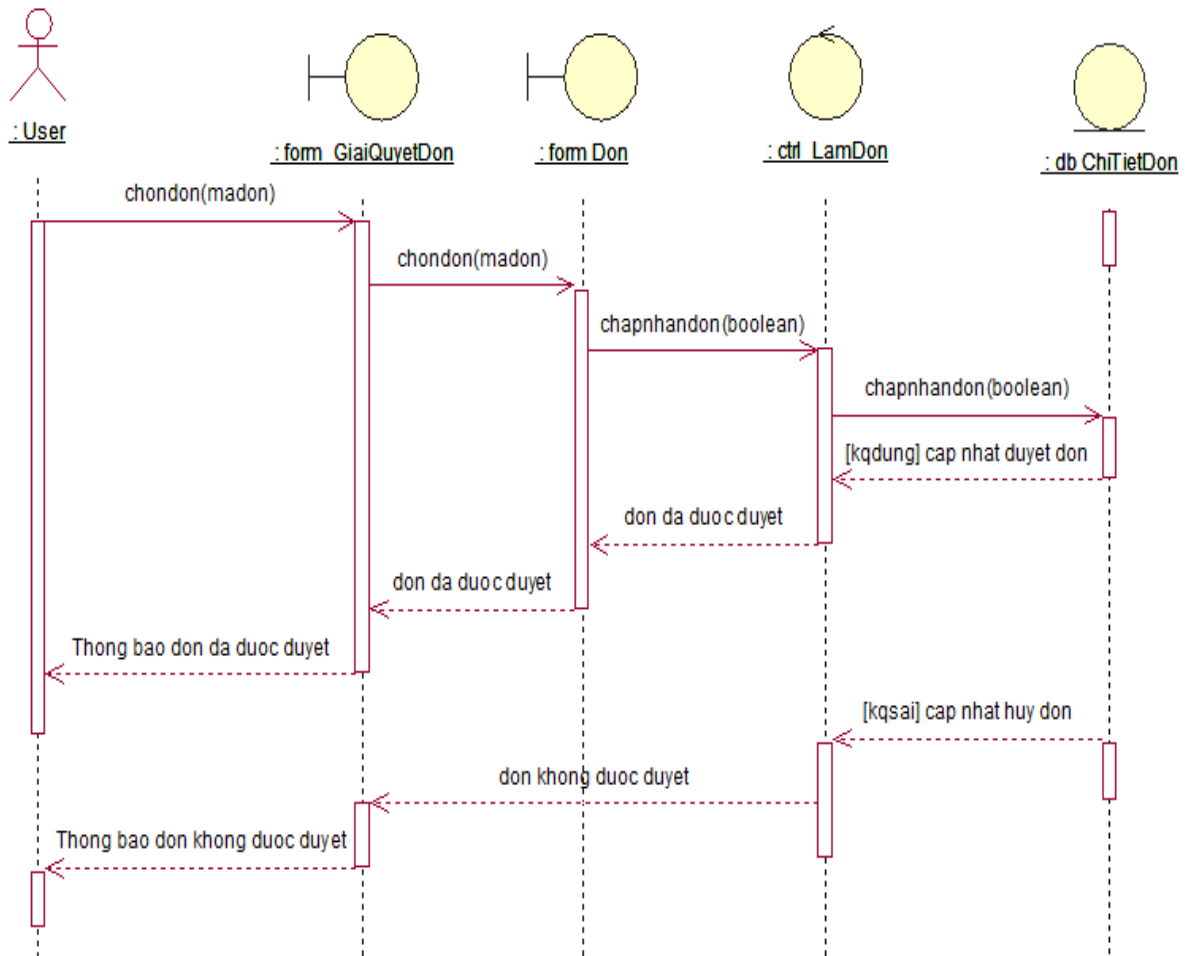 : User
: form_GiaiQuyetDon
: form Don
: ctrl_LamDon
: db ChiTietDon
chondon(madon)
chondon(madon)
chapnhandon(boolean)
chapnhandon(boolean)
[kqdung] cap nhat duyet don
don da duoc duyet
don da duoc duyet
Thong bao don da duoc duyet
[kqsai] cap nhat huy don
don khong duoc duyet
Thong bao don khong duoc duyet